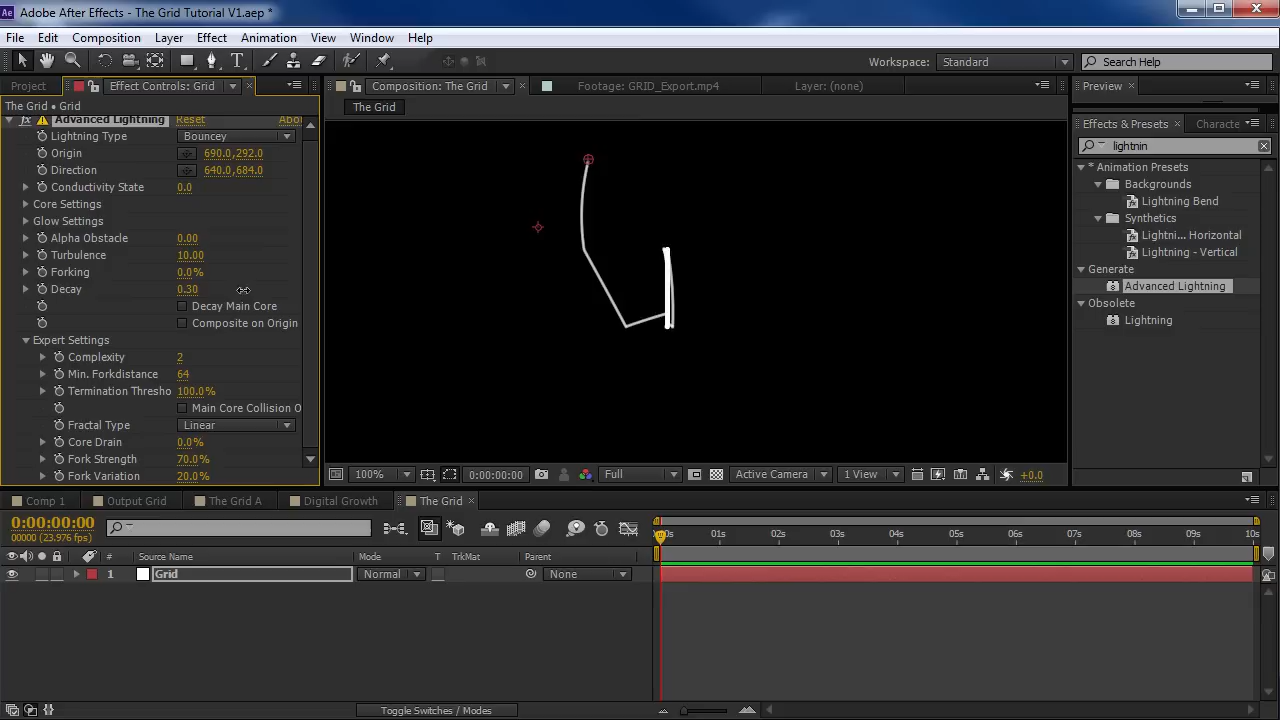 Ae Adobe After Effects - The Grid Tutorial V1.aep *
File Edit Composition Layer Effect Animation View Window Help
T Workspace: Standard Search Help
Project Effect Controls: Grid Composition: The Grid Footage: GRID_Export.mp4 Layer: (none) Preview
The Grid • Grid The Grid
Advanced Lightning Reset Abo
Effects & Presets Characte
Lightning Type Bouncey
lightnin
Origin 690.0,292.0
* Animation Presets
Direction 640.0,684.0
Backgrounds
Conductivity State 0.0
Lightning Bend
Core Settings
Synthetics
Glow Settings
Lightni... Horizontal
Alpha Obstacle 0.00
Lightning - Vertical
Turbulence 10.00
Generate
Forking 0.0%
Advanced Lightning
Decay 0.30
Obsolete
Decay Main Core
Lightning
Composite on Origin
Expert Settings
Complexity 2
Min. Forkdistance 64
Termination Thresho 100.0%
Main Core Collision O
Fractal Type Linear
Core Drain 0.0%
Fork Strength 70.0%
Fork Variation 20.0%
100% 0:00:00:00 Full Active Camera 1 View +0.0
Comp 1 Output Grid The Grid A Digital Growth The Grid
0:00:00:00
00000 (23.976 fps)
0s 01s 02s 03s 04s 05s 06s 07s 08s 09s 10s
# Source Name Mode T TrkMat Parent
1 Grid Normal None
Toggle Switches / Modes